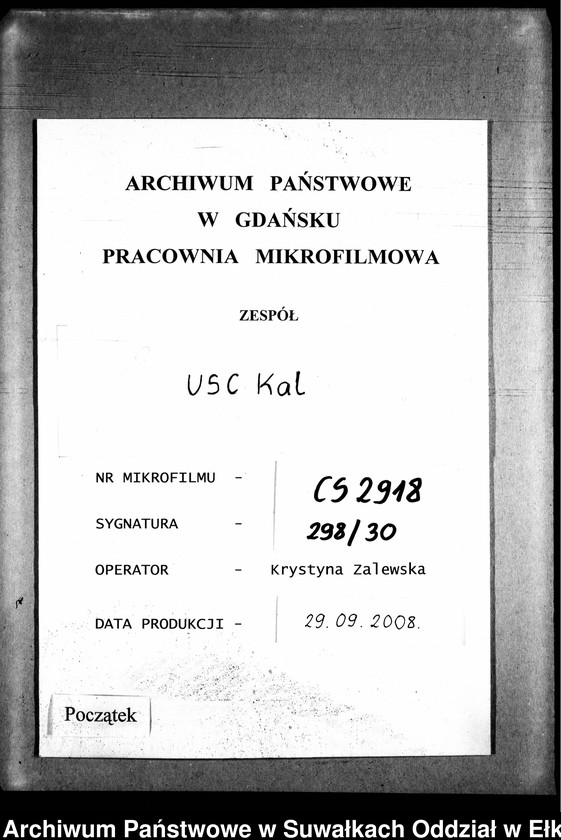 ARCHIWUM PAŃSTWOWE
W GDAŃSKU
PRACOWNIA MIKROFILMOWA
ZESPÓŁ
USC Kal
NR MIKROFILMU - CS 2918
SYGNATURA - 298/30
OPERATOR - Krystyna Zalewska
DATA PRODUKCJI - 29.09.2008.
Początek
Archiwum Państwowe w Suwałkach Oddział w Ełk